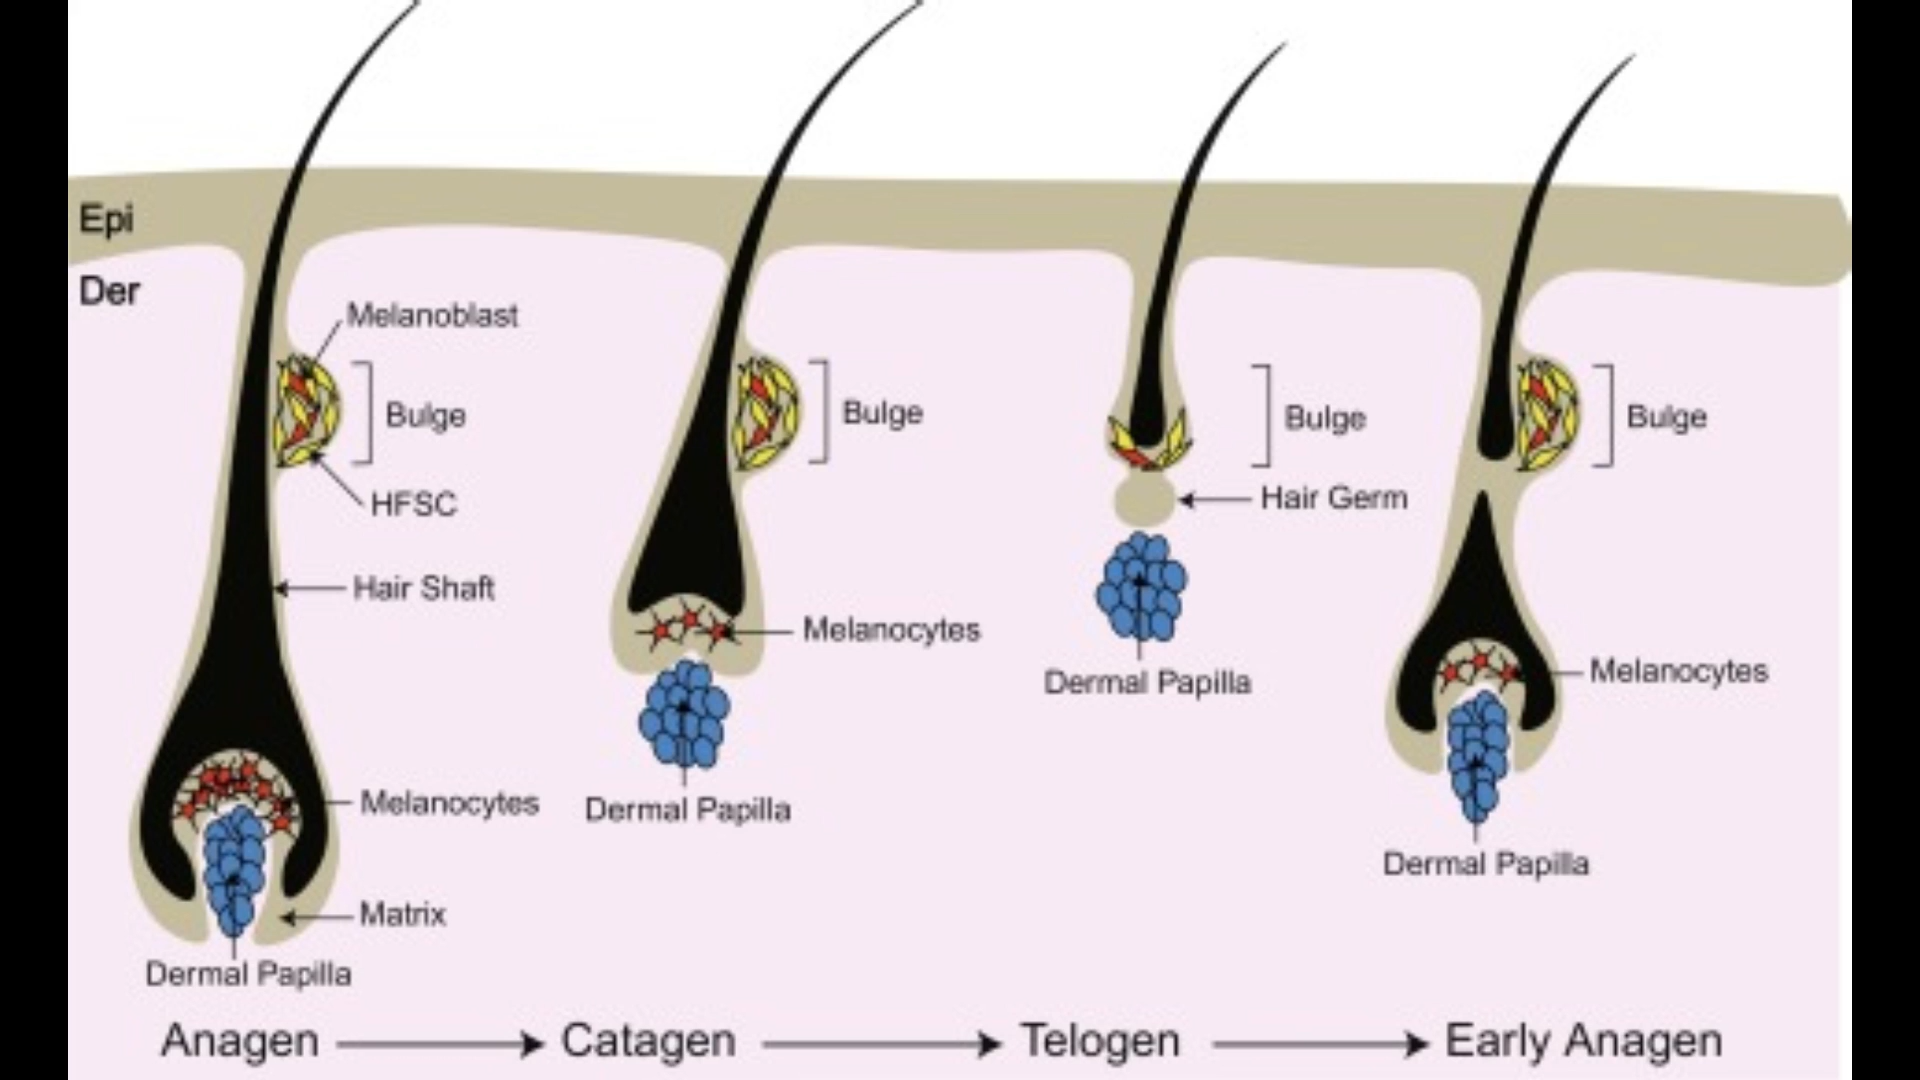 Epi
Der
Melanoblast
Bulge
HFSC
Hair Shaft
Melanocytes
Matrix
Dermal Papilla
Bulge
Melanocytes
Dermal Papilla
Bulge
Hair Germ
Dermal Papilla
Bulge
Melanocytes
Dermal Papilla
Anagen
Catagen
Telogen
Early Anagen